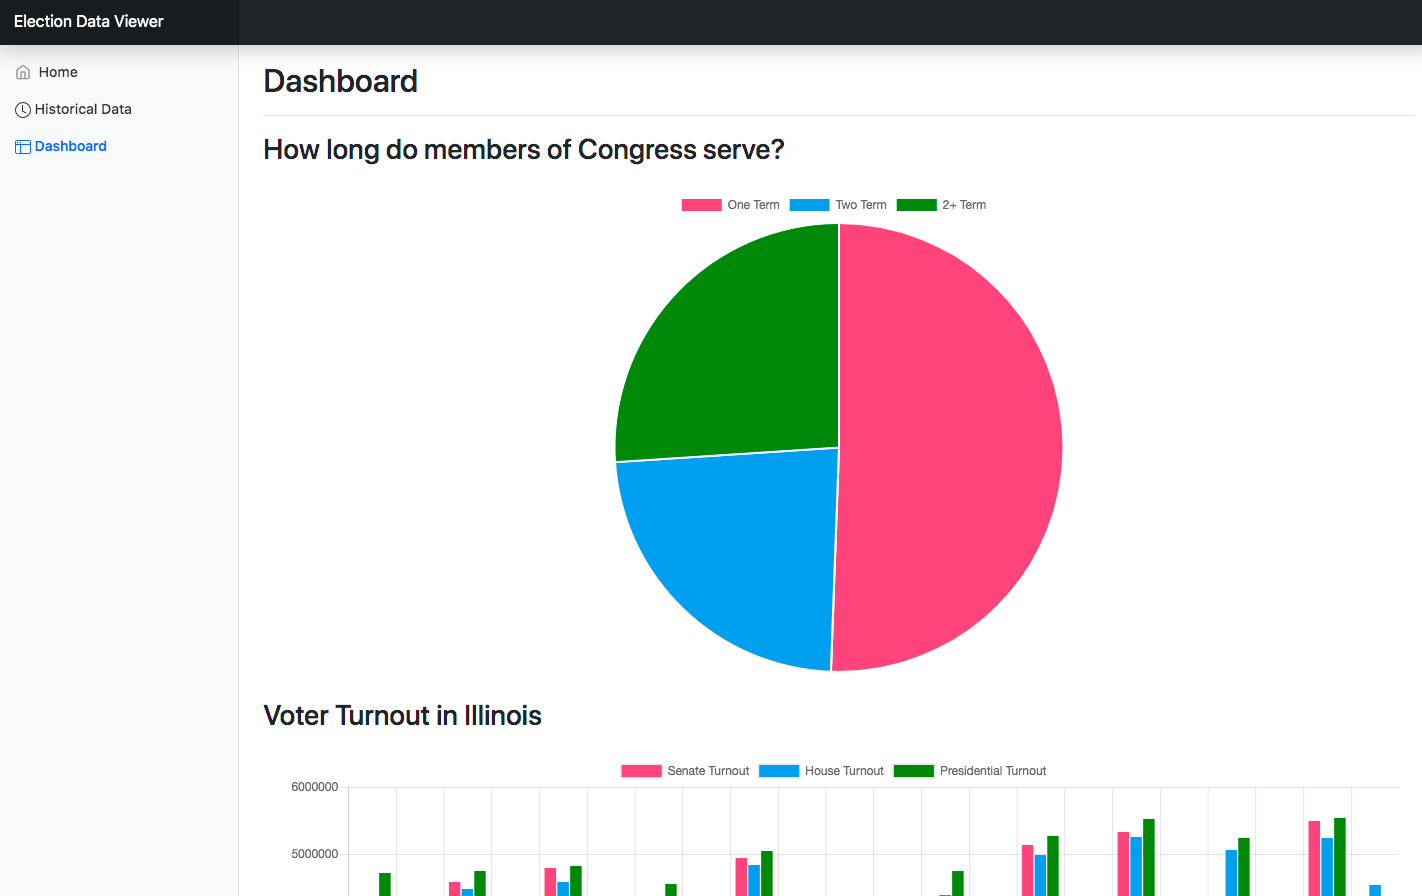 Election Data Viewer
Home
Historical Data
Dashboard
Dashboard
How long do members of Congress serve?
One Term Two Term 2+ Term
Voter Turnout in Illinois
Senate Turnout House Turnout Presidential Turnout
6000000
5000000